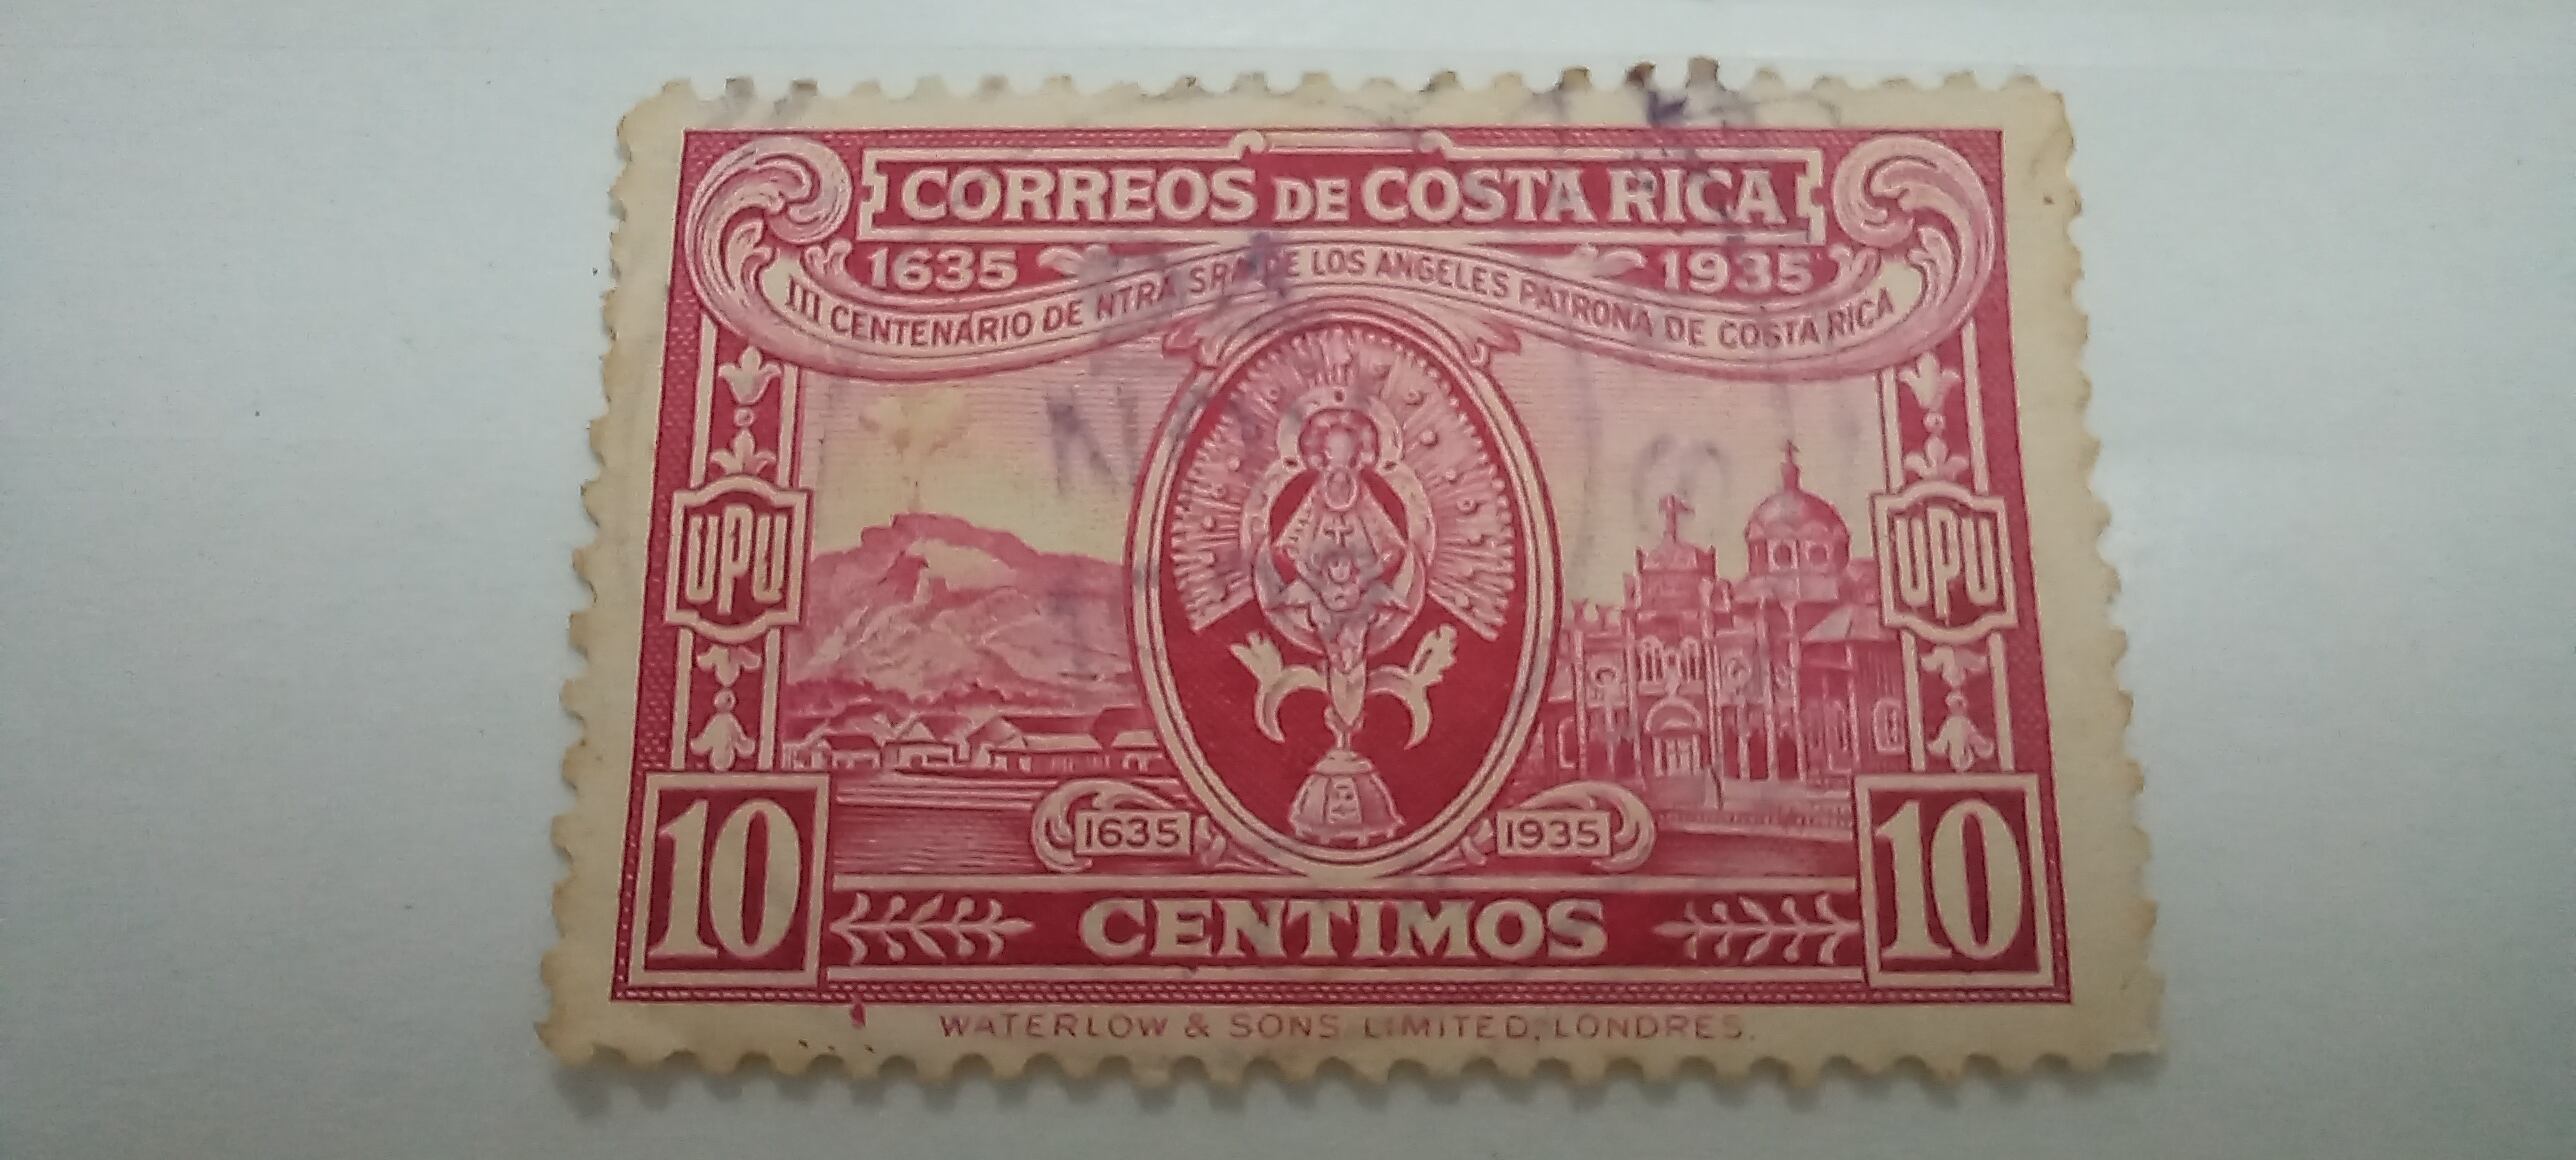 CORREOS DE COSTA RICA
1635 1935
III CENTENARIO DE NTRA SRA DE LOS ANGELES PATRONA DE COSTA RICA
UPU UPU
1635 1935
10 CENTIMOS 10
WATERLOW & SONS LIMITED, LONDRES.